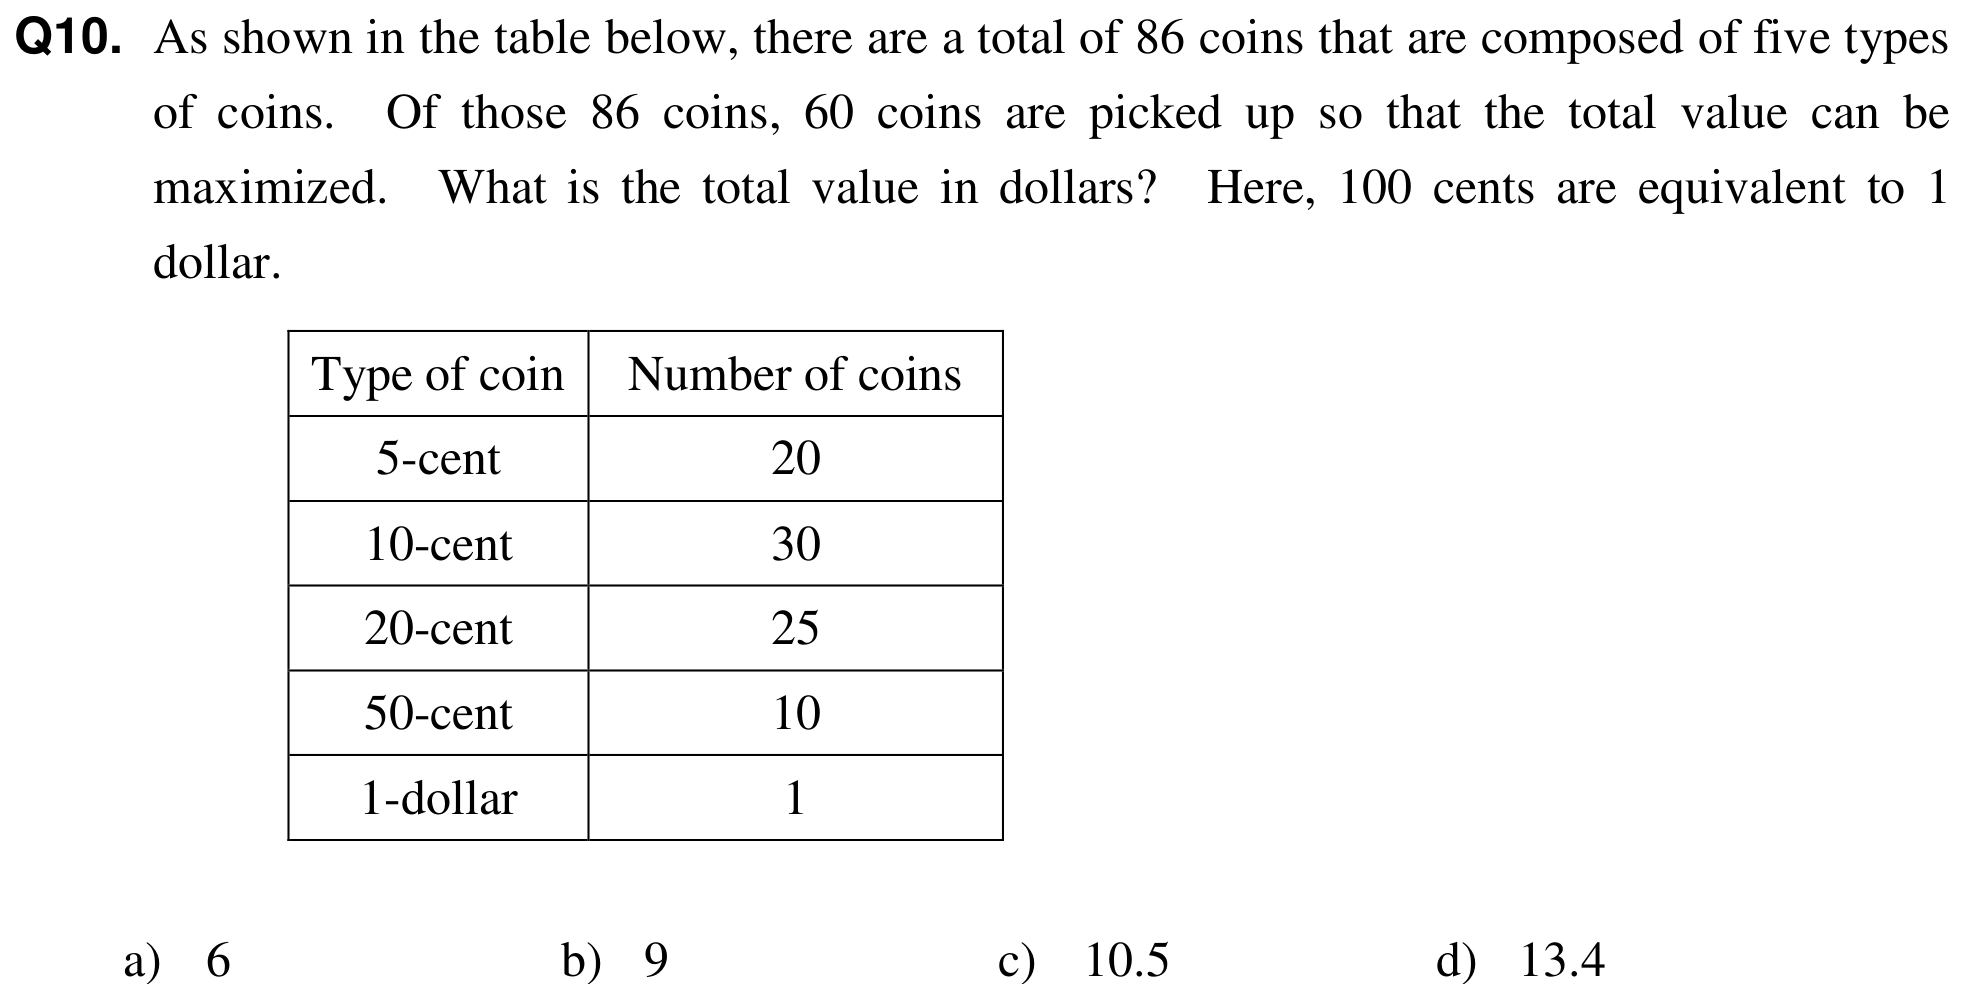 Q10. As shown in the table below, there are a total of 86 coins that are composed of five types
of coins. Of those 86 coins, 60 coins are picked up so that the total value can be
maximized. What is the total value in dollars? Here, 100 cents are equivalent to 1
dollar.
Type of coin Number of coins
5-cent 20
10-cent 30
20-cent 25
50-cent 10
1-dollar 1
a) 6 b) 9 c) 10.5 d) 13.4